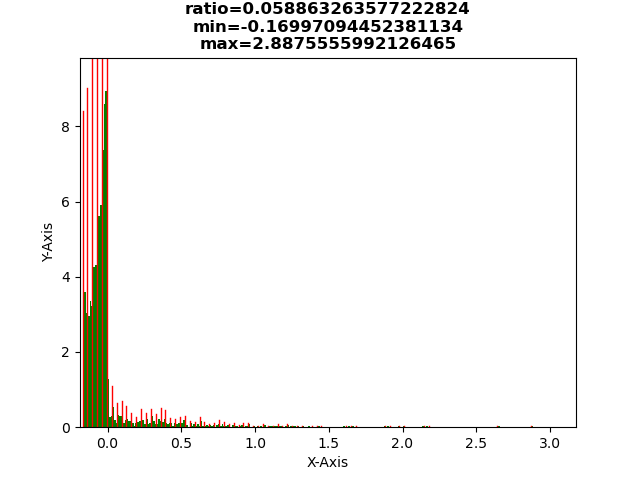 ratio=0.058863263577222824
min=-0.16997094452381134
max=2.8875555992126465
8
6
Y-Axis
4
2
0
0.0 0.5 1.0 1.5 2.0 2.5 3.0
X-Axis